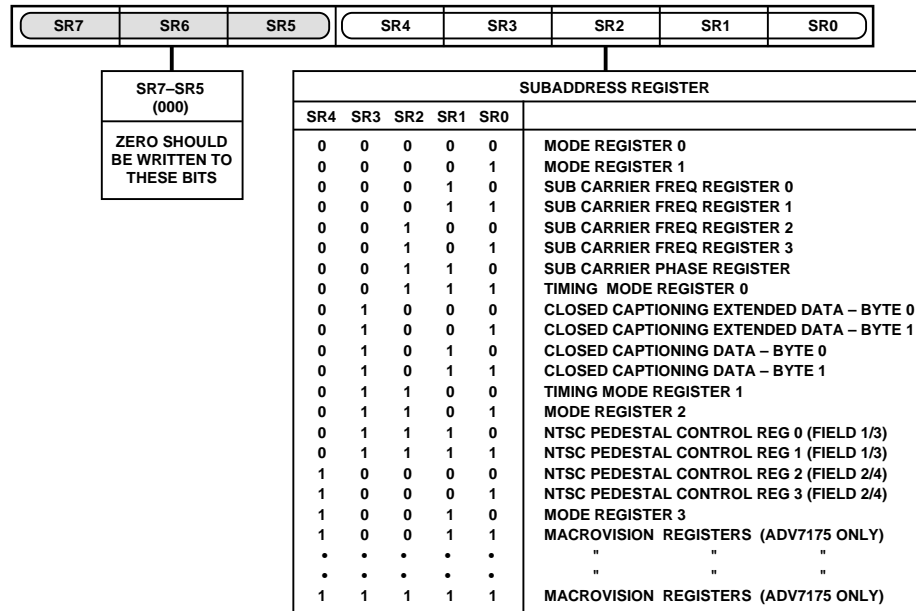 SR7 SR6 SR5 SR4 SR3 SR2 SR1 SR0
SR7–SR5
(000)
ZERO SHOULD
BE WRITTEN TO
THESE BITS
SUBADDRESS REGISTER
SR4 SR3 SR2 SR1 SR0
0 0 0 0 0 MODE REGISTER 0
0 0 0 0 1 MODE REGISTER 1
0 0 0 1 0 SUB CARRIER FREQ REGISTER 0
0 0 0 1 1 SUB CARRIER FREQ REGISTER 1
0 0 1 0 0 SUB CARRIER FREQ REGISTER 2
0 0 1 0 1 SUB CARRIER FREQ REGISTER 3
0 0 1 1 0 SUB CARRIER PHASE REGISTER
0 0 1 1 1 TIMING MODE REGISTER 0
0 1 0 0 0 CLOSED CAPTIONING EXTENDED DATA – BYTE 0
0 1 0 0 1 CLOSED CAPTIONING EXTENDED DATA – BYTE 1
0 1 0 1 0 CLOSED CAPTIONING DATA – BYTE 0
0 1 0 1 1 CLOSED CAPTIONING DATA – BYTE 1
0 1 1 0 0 TIMING MODE REGISTER 1
0 1 1 0 1 MODE REGISTER 2
0 1 1 1 0 NTSC PEDESTAL CONTROL REG 0 (FIELD 1/3)
0 1 1 1 1 NTSC PEDESTAL CONTROL REG 1 (FIELD 1/3)
1 0 0 0 0 NTSC PEDESTAL CONTROL REG 2 (FIELD 2/4)
1 0 0 0 1 NTSC PEDESTAL CONTROL REG 3 (FIELD 2/4)
1 0 0 1 0 MODE REGISTER 3
1 0 0 1 1 MACROVISION REGISTERS (ADV7175 ONLY)
• • • • • " " "
• • • • • " " "
1 1 1 1 1 MACROVISION REGISTERS (ADV7175 ONLY)